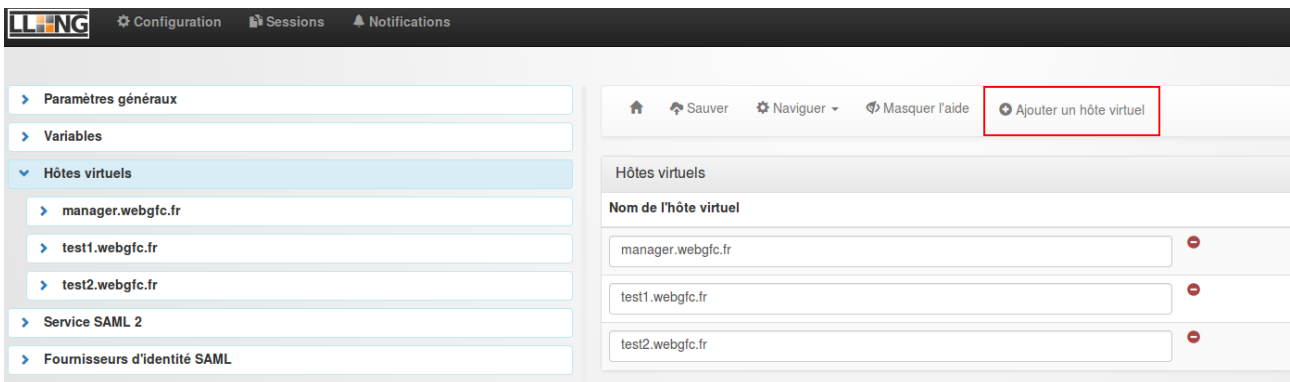 LL::NG Configuration Sessions Notifications
Paramètres généraux
Variables
Hôtes virtuels
manager.webgfc.fr
test1.webgfc.fr
test2.webgfc.fr
Service SAML 2
Fournisseurs d'identité SAML
Sauver Naviguer Masquer l'aide Ajouter un hôte virtuel
Hôtes virtuels
Nom de l'hôte virtuel
manager.webgfc.fr
test1.webgfc.fr
test2.webgfc.fr